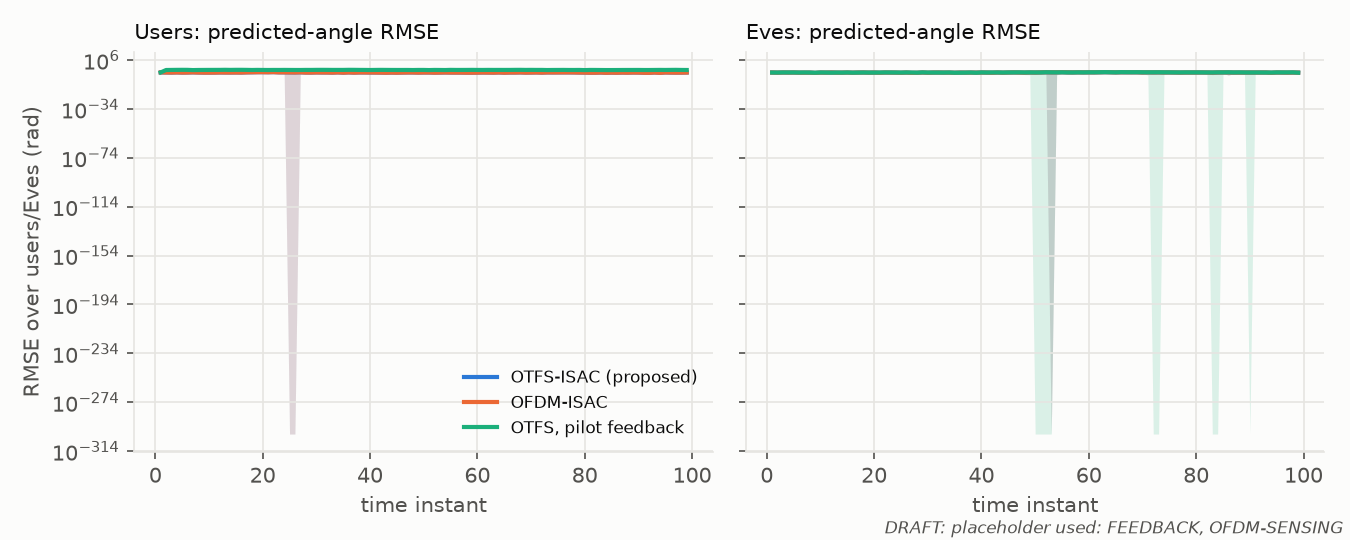 Users: predicted-angle RMSE
Eves: predicted-angle RMSE
RMSE over users/Eves (rad)
10^6
10^−34
10^−74
10^−114
10^−154
10^−194
10^−234
10^−274
10^−314
OTFS-ISAC (proposed)
OFDM-ISAC
OTFS, pilot feedback
0 20 40 60 80 100
0 20 40 60 80 100
time instant
time instant
DRAFT: placeholder used: FEEDBACK, OFDM-SENSING